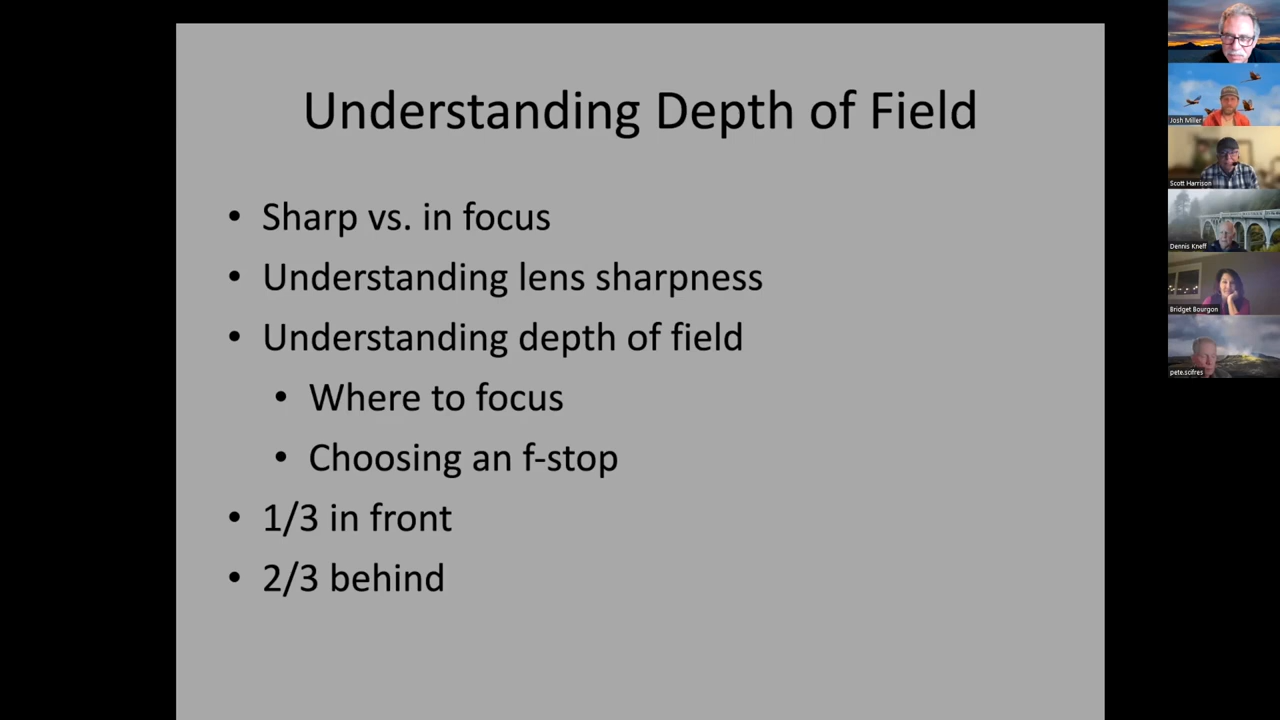 Understanding Depth of Field
• Sharp vs. in focus
• Understanding lens sharpness
• Understanding depth of field
• Where to focus
• Choosing an f-stop
• 1/3 in front
• 2/3 behind
Josh Miller
Scott Harrison
Dennis Kneff
Bridget Bourgon
pete.scifres